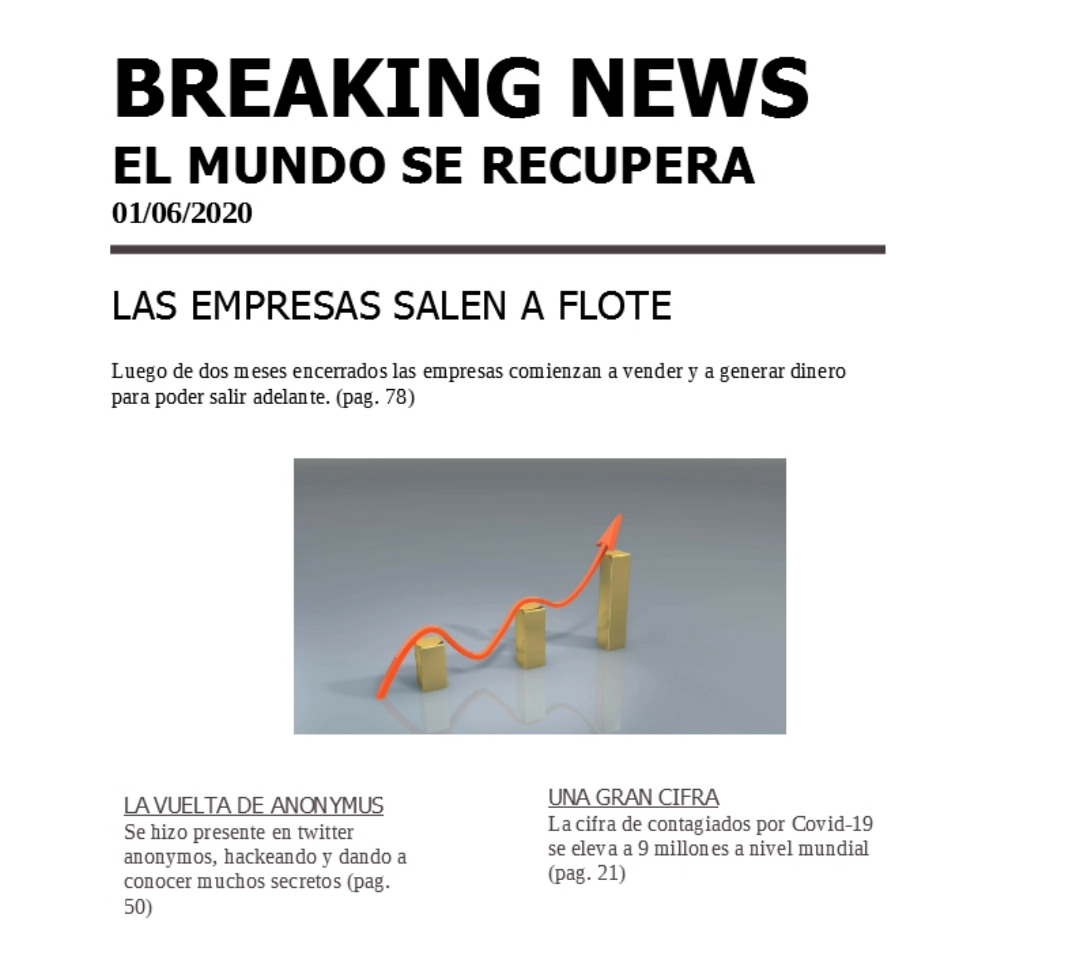 BREAKING NEWS
EL MUNDO SE RECUPERA
01/06/2020
LAS EMPRESAS SALEN A FLOTE
Luego de dos meses encerrados las empresas comienzan a vender y a generar dinero
para poder salir adelante. (pag. 78)
LA VUELTA DE ANONYMUS
Se hizo presente en twitter
anonymos, hackeando y dando a
conocer muchos secretos (pag.
50)
UNA GRAN CIFRA
La cifra de contagiados por Covid-19
se eleva a 9 millones a nivel mundial
(pag. 21)